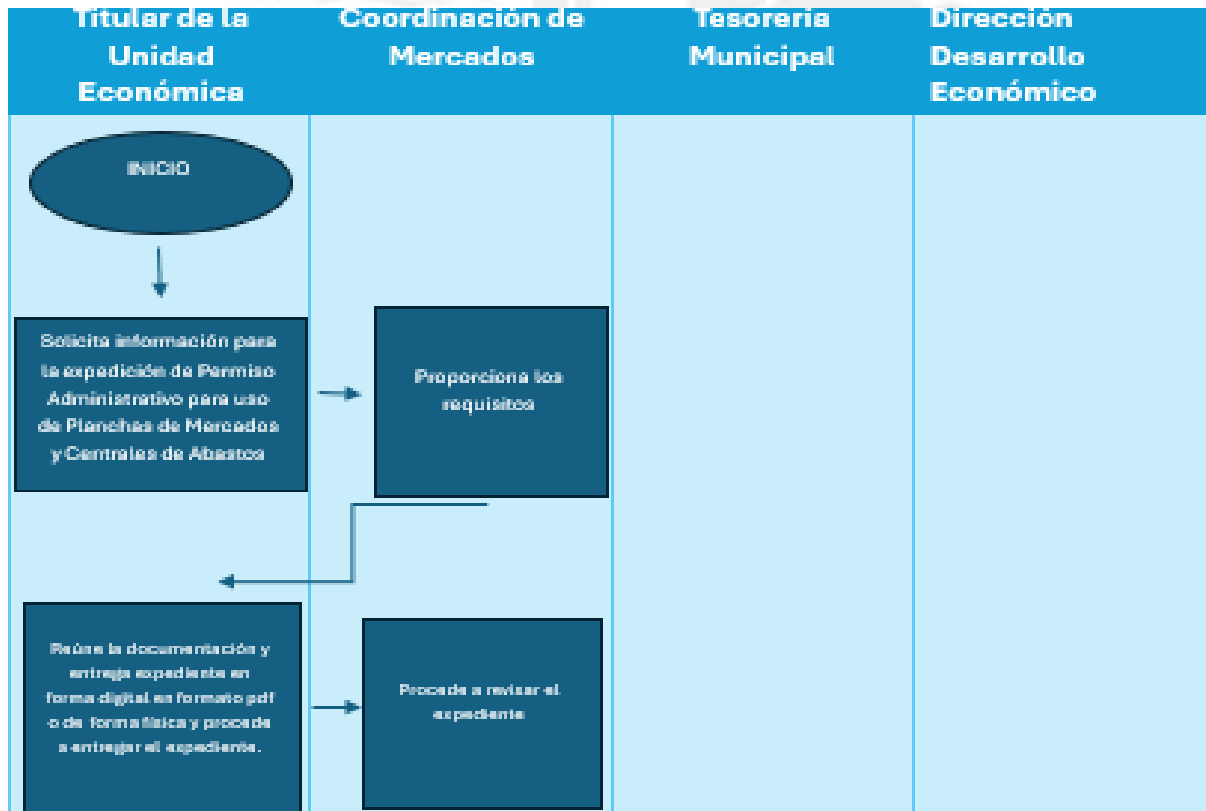 Titular de la
Unidad
Económica
Coordinación de
Mercados
Tesoreria
Municipal
Dirección
Desarrollo
Económico
INICIO
Solicita información para
la expedición de Permiso
Administrativo para uso
de Planchas de Mercados
y Centrales de Abastos
Proporciona los
requisitos
Reúne la documentación y
entrega expediente en
forma digital en formato pdf
o de forma física y procede
a entregar el expediente.
Procede a revisar el
expediente